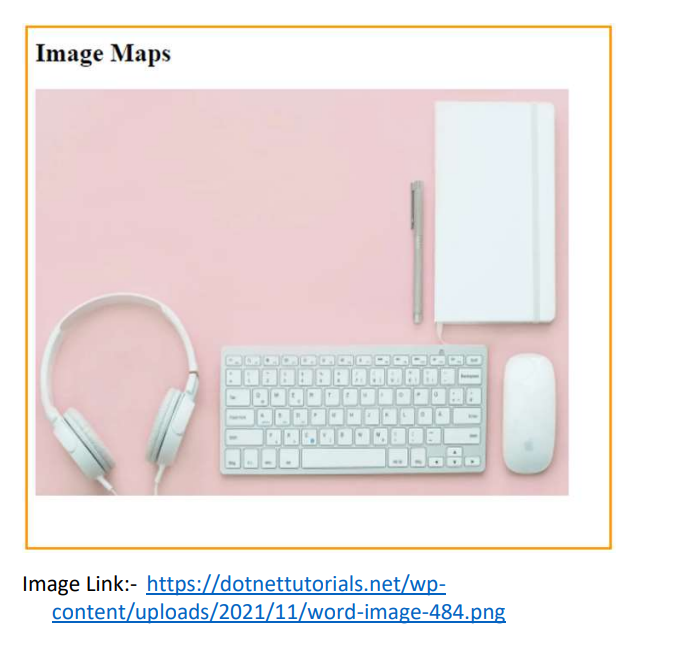 Image Maps
Image Link:- https://dotnettutorials.net/wp-
content/uploads/2021/11/word-image-484.png